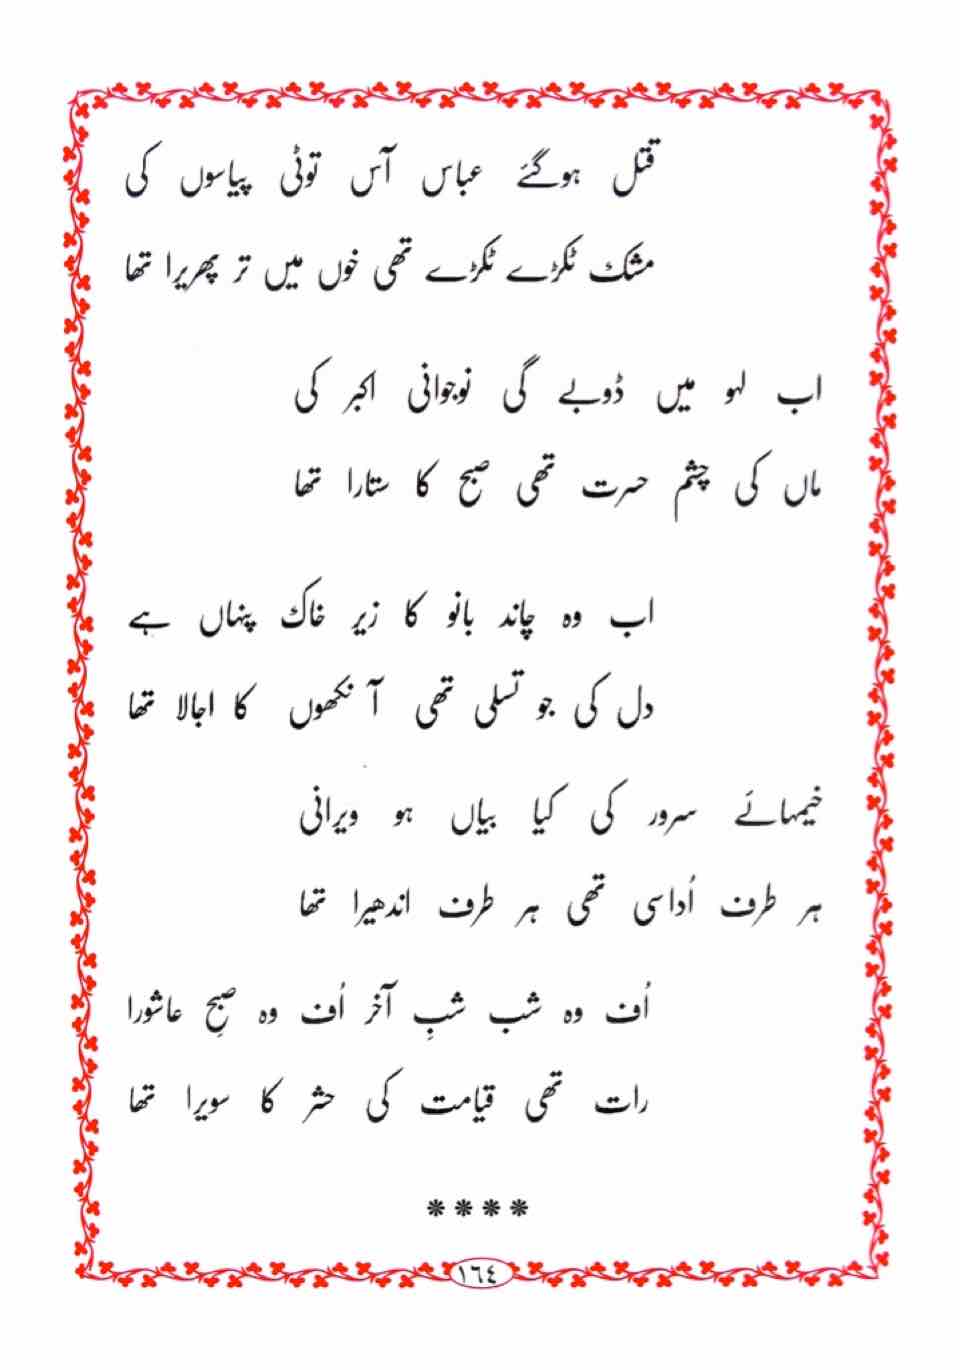 قتل ہوگئے عباس آس توٹی پیاسوں کی
مشک ٹکڑے ٹکڑے تھی خوں میں تر پھریرا تھا
اب لہو میں ڈوبے گی نوجوانی اکبر کی
ماں کی چشم حسرت تھی صبح کا ستارا تھا
اب وہ چاند بانو کا زیر خاک پنہاں ہے
دل کی جو تسلی تھی آنکھوں کا اجالا تھا
خیمہائے سرور کی کیا بیاں ہو ویرانی
ہر طرف اُداسی تھی ہر طرف اندھیرا تھا
اُف وہ شب شبِ آخر اُف وہ صبحِ عاشورا
رات تھی قیامت کی حشر کا سویرا تھا
****
١٦٤